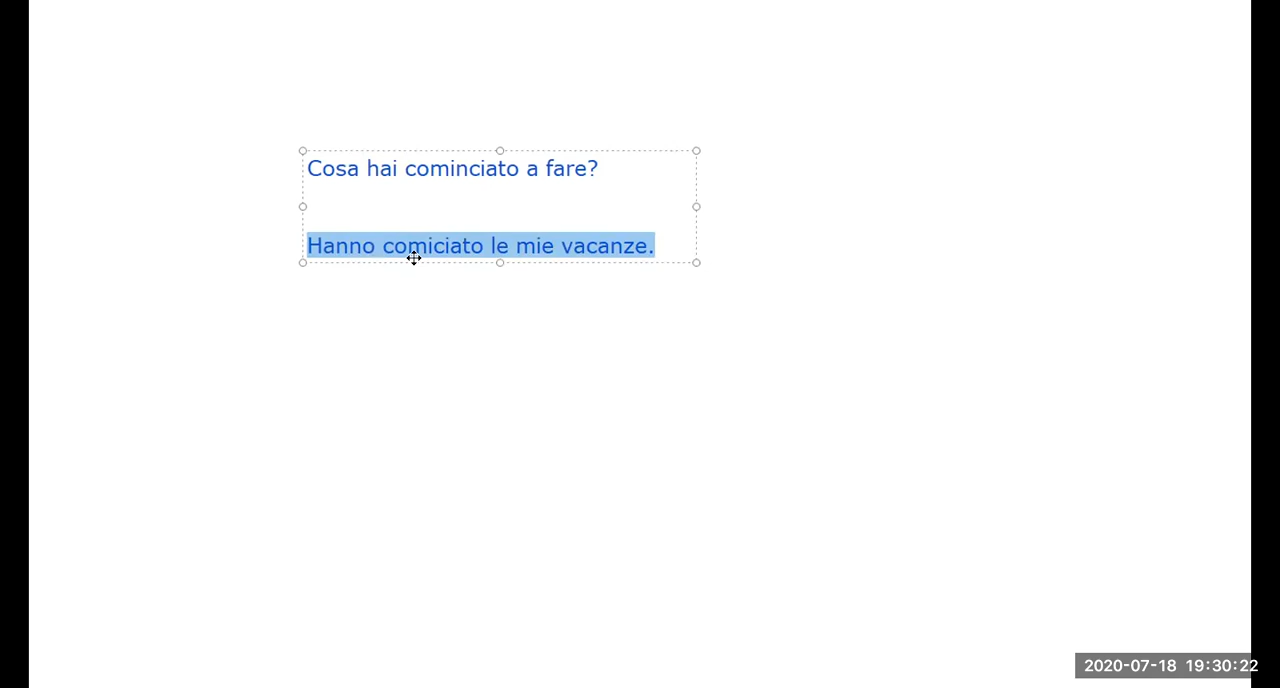 Cosa hai cominciato a fare?
Hanno comiciato le mie vacanze.
2020-07-18 19:30:22